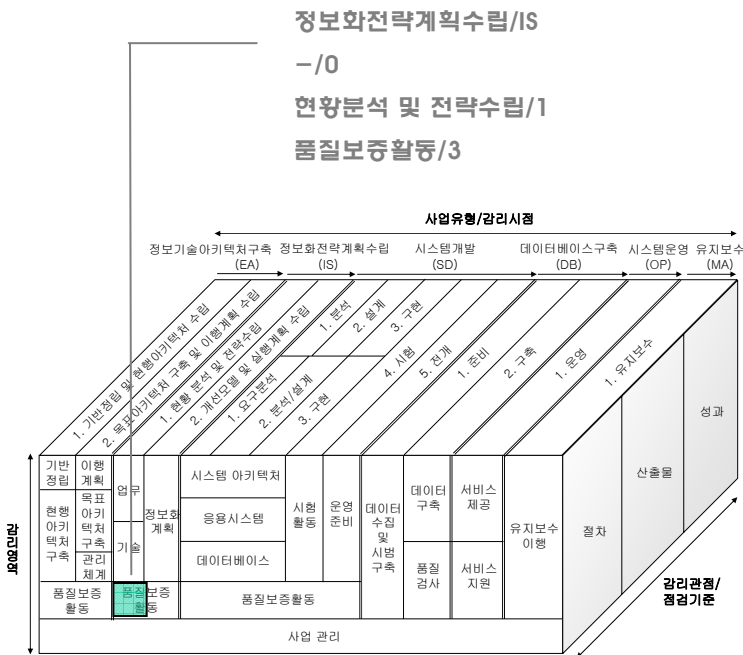 정보화전략계획수립/IS
-/0
현황분석 및 전략수립/1
품질보증활동/3
사업유형/감리시점
정보기술아키텍처구축
(EA)
정보화전략계획수립
(IS)
시스템개발
(SD)
데이터베이스구축
(DB)
시스템운영
(OP)
유지보수
(MA)
1. 기반정립 및 현행아키텍처 수립
2. 목표아키텍처 구축 및 이행계획 수립
1. 현황 분석 및 전략수립
2. 개선모델 및 실행계획 수립
1. 분석
2. 설계
3. 구현
1. 요구분석
2. 분석/설계
3. 구현
4. 시험
5. 전개
1. 준비
2. 구축
1. 운영
1. 유지보수
감리영역
기반
정립
이행
계획
현행
아키
텍처
구축
목표
아키
텍처
구축
관리
체계
품질보증
활동
업무
기술
정보화
계획
품질보증
활동
시스템 아키텍처
응용시스템
데이터베이스
시험
활동
운영
준비
품질보증활동
데이터
수집
및
시범
구축
데이터
구축
품질
검사
서비스
제공
서비스
지원
유지보수
이행
사업 관리
절차
산출물
성과
감리관점/
점검기준